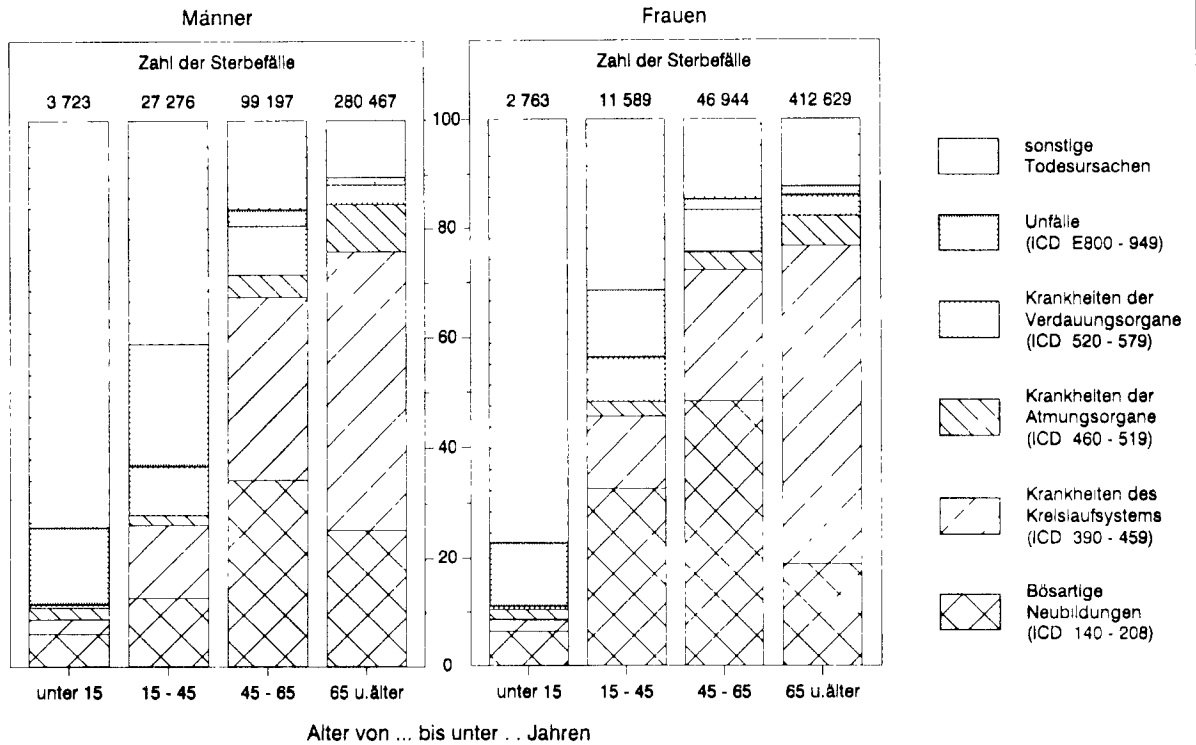 Männer
Zahl der Sterbefälle
3 723 27 276 99 197 280 467
unter 15 15 - 45 45 - 65 65 u.älter
100
80
60
40
20
0
Frauen
Zahl der Sterbefälle
2 763 11 589 46 944 412 629
unter 15 15 - 45 45 - 65 65 u.älter
Alter von ... bis unter . . Jahren
sonstige
Todesursachen
Unfälle
(ICD E800 - 949)
Krankheiten der
Verdauungsorgane
(ICD 520 - 579)
Krankheiten der
Atmungsorgane
(ICD 460 - 519)
Krankheiten des
Kreislaufsystems
(ICD 390 - 459)
Bösartige
Neubildungen
(ICD 140 - 208)